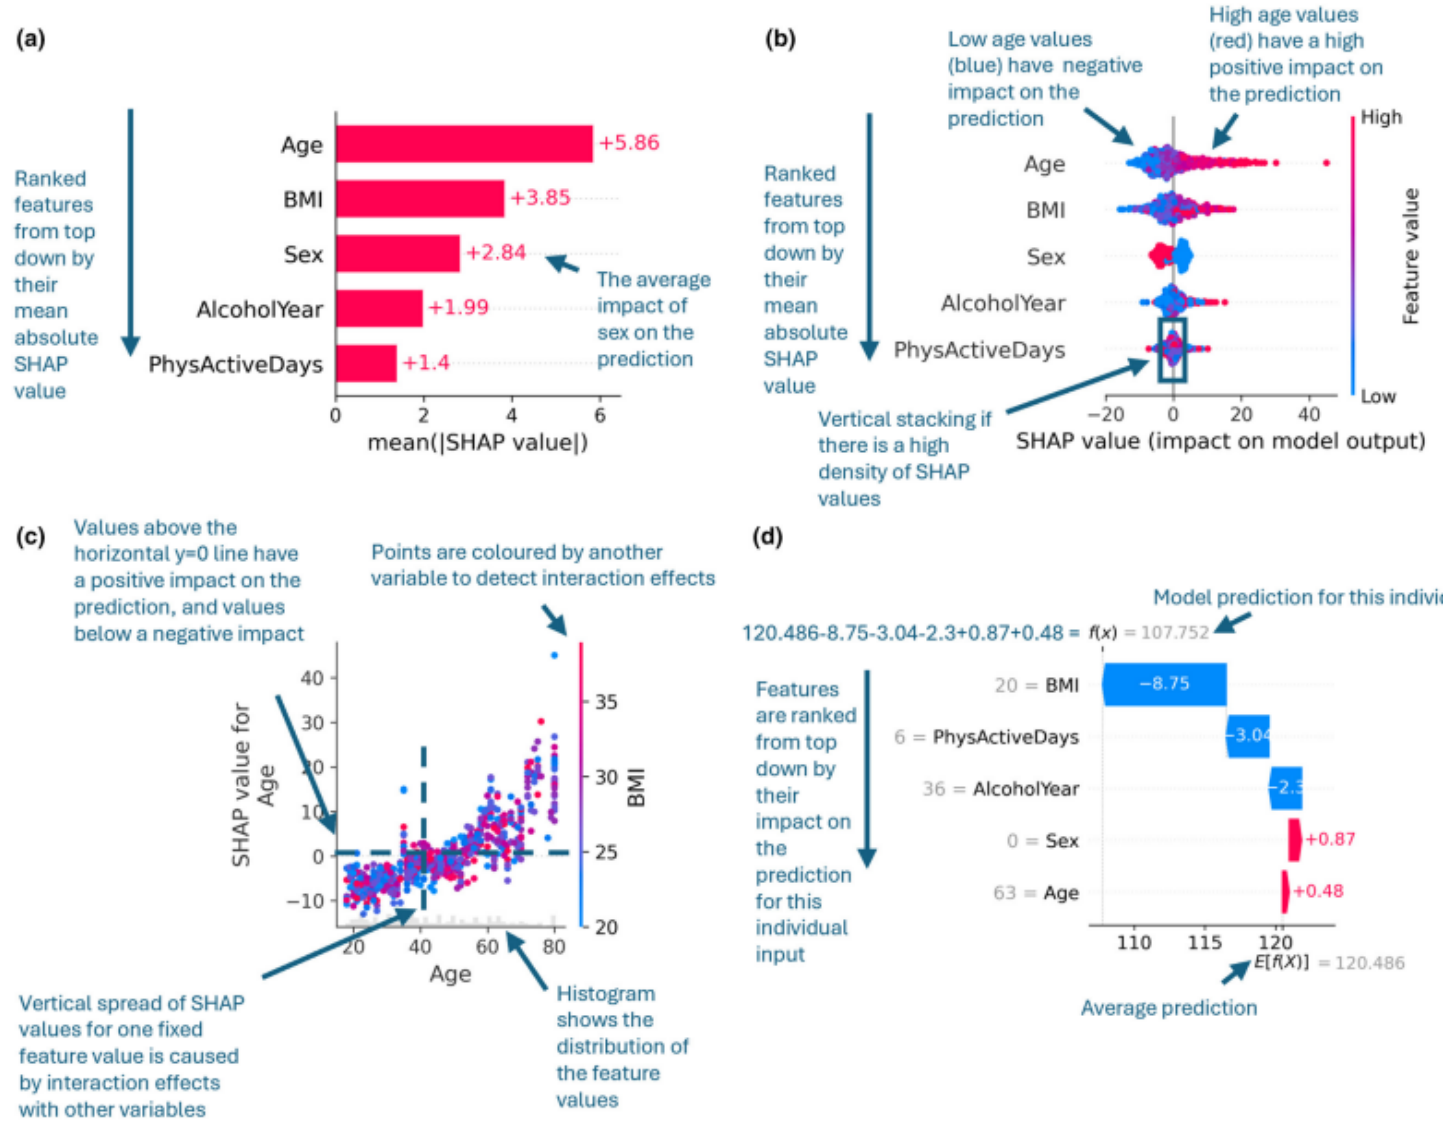 (a)
Ranked
features
from top
down by
their
mean
absolute
SHAP
value
Age
+5.86
BMI
+3.85
Sex
+2.84
AlcoholYear
+1.99
PhysActiveDays
+1.4
The average
impact of
sex on the
prediction
0 2 4 6
mean(|SHAP value|)
(b)
Low age values
(blue) have negative
impact on the
prediction
High age values
(red) have a high
positive impact on
the prediction
Ranked
features
from top
down by
their
mean
absolute
SHAP
value
Age
BMI
Sex
AlcoholYear
PhysActiveDays
High
Feature value
Low
−20 0 20 40
SHAP value (impact on model output)
Vertical stacking if
there is a high
density of SHAP
values
(c)
Values above the
horizontal y=0 line have
a positive impact on the
prediction, and values
below a negative impact
Points are coloured by another
variable to detect interaction effects
SHAP value for
Age
40
30
20
10
0
−10
20 40 60 80
Age
35
30
25
20
BMI
Vertical spread of SHAP
values for one fixed
feature value is caused
by interaction effects
with other variables
Histogram
shows the
distribution of
the feature
values
(d)
Model prediction for this
120.486-8.75-3.04-2.3+0.87+0.48 = f(x) = 107.752
Features
are ranked
from top
down by
their
impact on
the
prediction
for this
individual
input
20 = BMI
−8.75
6 = PhysActiveDays
−3.04
36 = AlcoholYear
−2.3
0 = Sex
+0.87
63 = Age
+0.48
110 115 120
E[f(X)] = 120.486
Average prediction